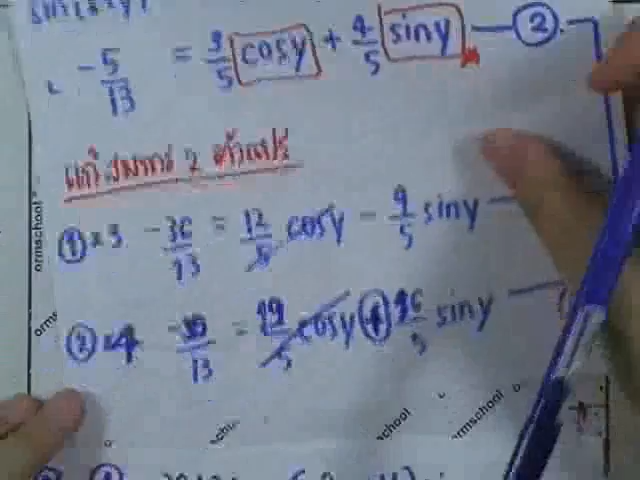 -5/13 = 3/5 cosy + 4/5 siny — ②
แก้สมการ 2 ตัวแปร
① × 3 -36/13 = 12/5 cosy - 9/5 siny —
② × 4 -20/13 = 12/5 cosy + 16/5 siny —
ormschool
orms
chool
ormschool